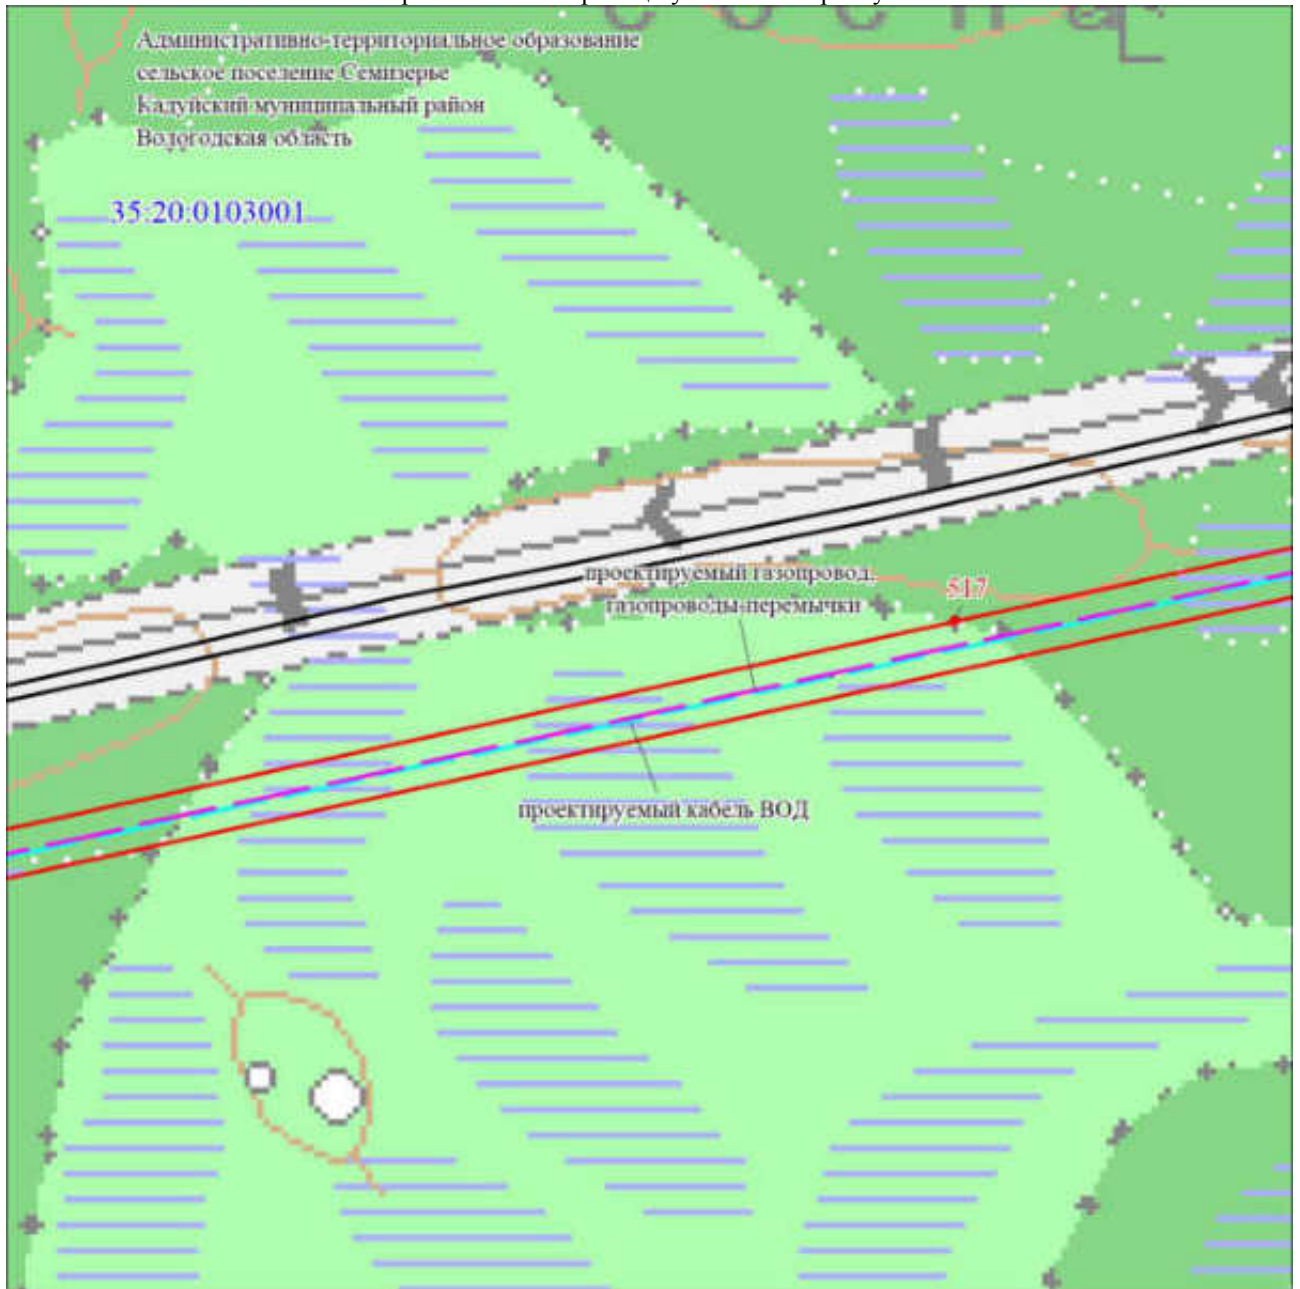 Административно-территориальное образование
сельское поселение Семизерье
Кадуйский муниципальный район
Вологодская область
35:20:0103001
проектируемый газопровод,
газопроводы-перемычки
517
проектируемый кабель ВОД